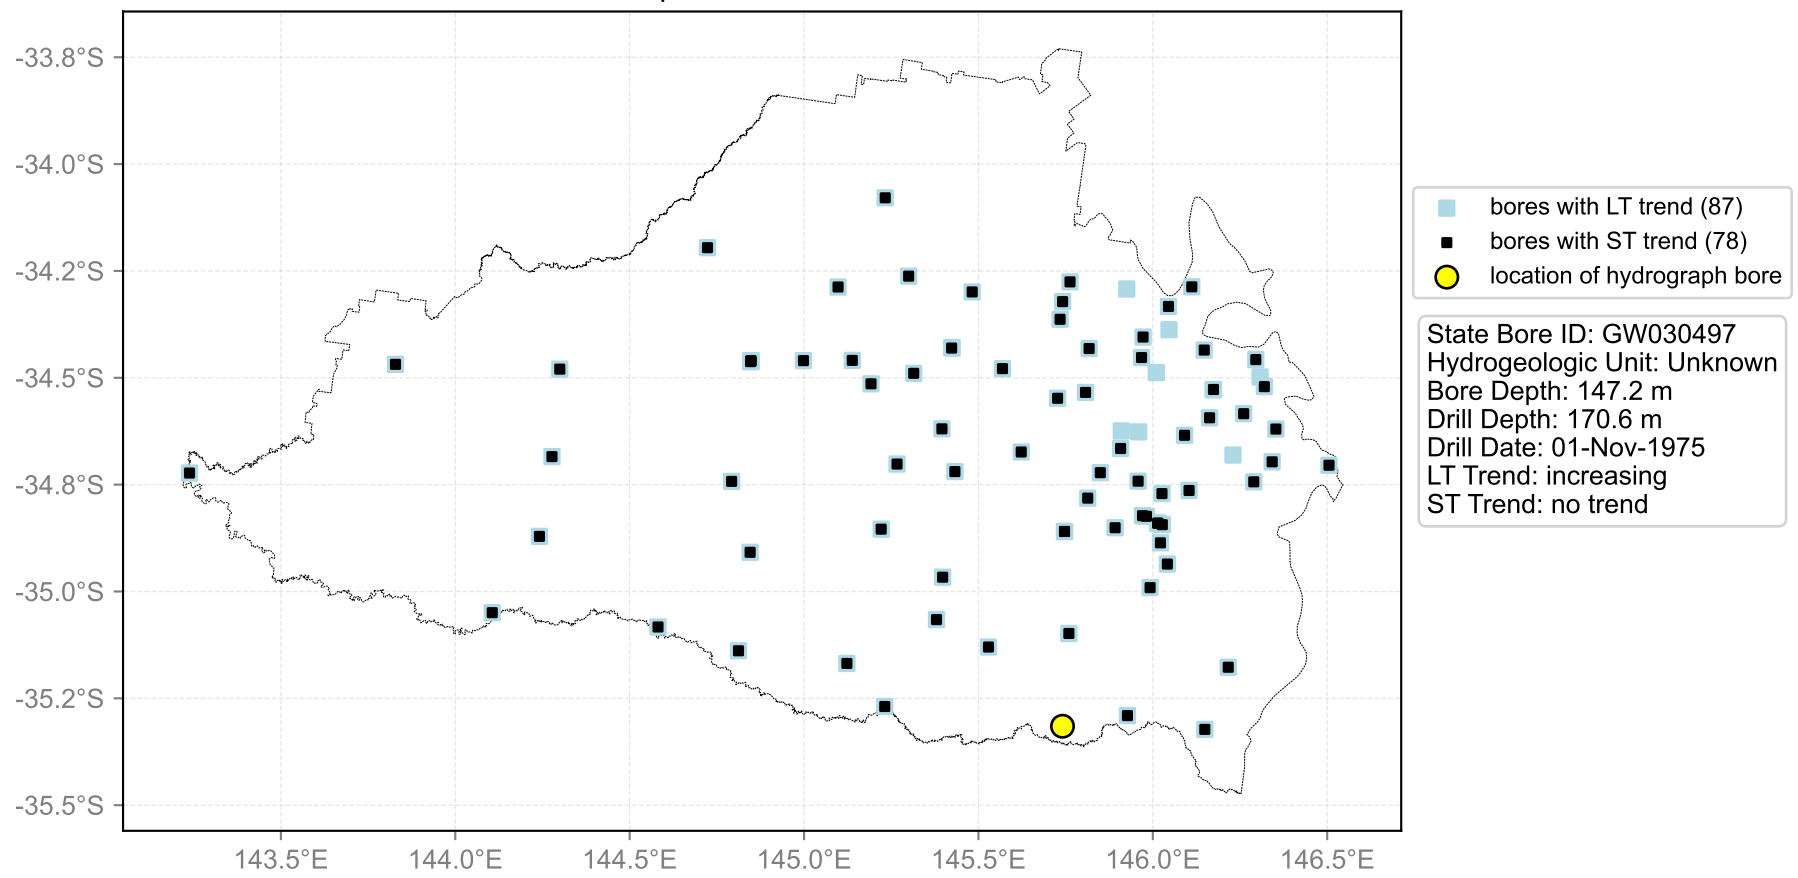 -33.8°S
-34.0°S
-34.2°S
-34.5°S
-34.8°S
-35.0°S
-35.2°S
-35.5°S
143.5°E 144.0°E 144.5°E 145.0°E 145.5°E 146.0°E 146.5°E
bores with LT trend (87)
bores with ST trend (78)
location of hydrograph bore
State Bore ID: GW030497
Hydrogeologic Unit: Unknown
Bore Depth: 147.2 m
Drill Depth: 170.6 m
Drill Date: 01-Nov-1975
LT Trend: increasing
ST Trend: no trend